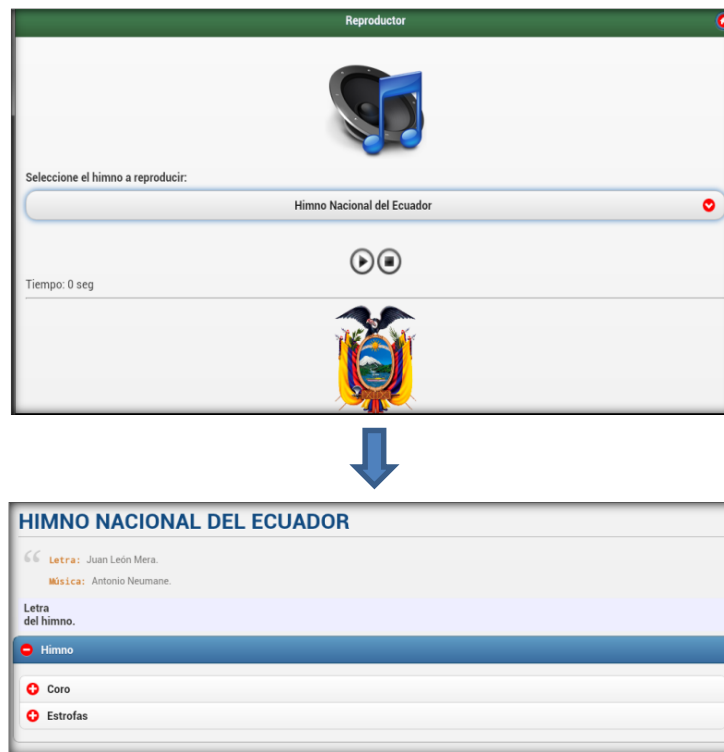 Reproductor
Seleccione el himno a reproducir:
Himno Nacional del Ecuador
Tiempo: 0 seg
HIMNO NACIONAL DEL ECUADOR
“ Letra: Juan León Mera.
Música: Antonio Neumane.
Letra
del himno.
Himno
Coro
Estrofas